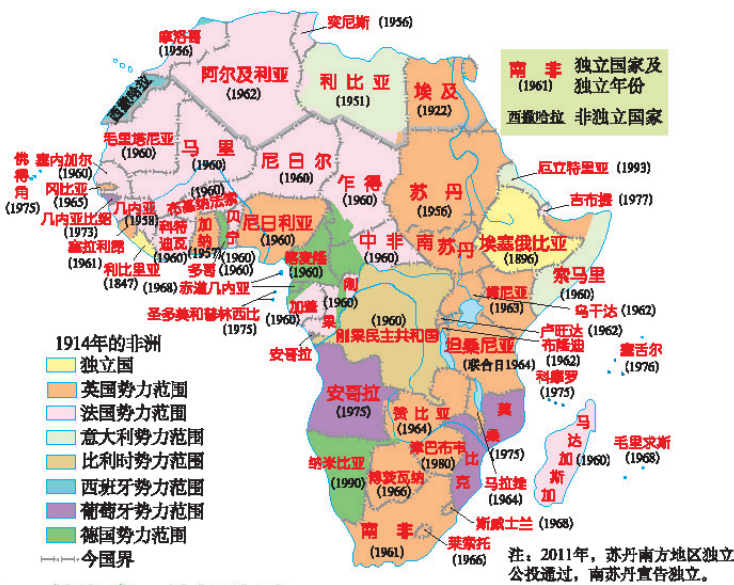 突尼斯 (1956)
摩洛哥
(1956)
阿尔及利亚
(1962)
利比亚
(1951)
埃及
(1922)
南非
(1961)
独立国家及
独立年份
西撒哈拉 非独立国家
西撒哈拉
毛里塔尼亚
(1960)
马里
(1960)
尼日尔
(1960)
乍得
(1960)
苏丹
(1956)
厄立特里亚 (1993)
吉布提 (1977)
佛得角
(1975)
塞内加尔
(1960)
冈比亚
(1965)
几内亚比绍
(1973)
几内亚
(1958)
塞拉利昂
(1961)
利比里亚
(1847)
科特迪瓦
(1960)
布基纳法索
(1960)
加纳
(1957)
多哥
(1960)
贝宁
(1960)
尼日利亚
(1960)
喀麦隆
(1960)
赤道几内亚
(1968)
圣多美和普林西比
(1975)
中非
(1960)
南苏丹
埃塞俄比亚
(1896)
索马里
(1960)
加蓬
(1960)
刚果
(1960)
安哥拉
(1960)
刚果民主共和国
肯尼亚
(1963)
乌干达 (1962)
卢旺达 (1962)
布隆迪
(1962)
坦桑尼亚
(联合日1964)
塞舌尔
(1976)
科摩罗
(1975)
安哥拉
(1975)
赞比亚
(1964)
莫桑比克
(1975)
马拉维
(1964)
津巴布韦
(1980)
纳米比亚
(1990)
博茨瓦纳
(1966)
马达加斯加
(1960)
毛里求斯
(1968)
南非
(1961)
斯威士兰 (1968)
莱索托
(1966)
1914年的非洲
独立国
英国势力范围
法国势力范围
意大利势力范围
比利时势力范围
西班牙势力范围
葡萄牙势力范围
德国势力范围
今国界
注：2011年，苏丹南方地区独立
公投通过，南苏丹宣告独立。